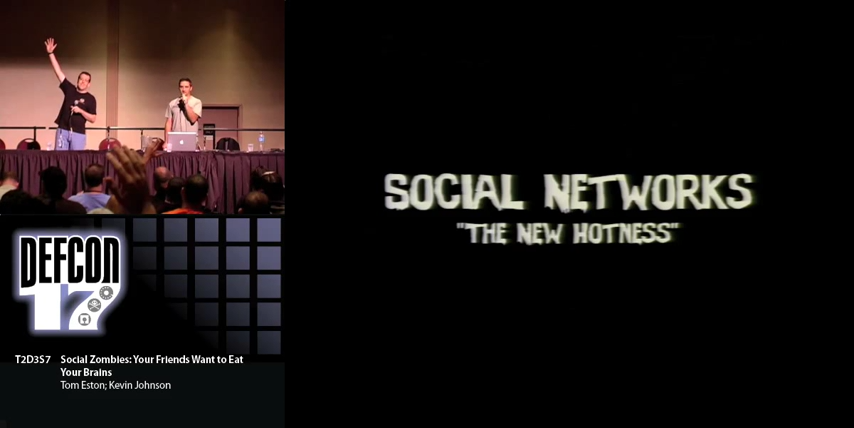 SOCIAL NETWORKS
"THE NEW HOTNESS"
DEFCON
17
T2D3S7 Social Zombies: Your Friends Want to Eat
Your Brains
Tom Eston; Kevin Johnson